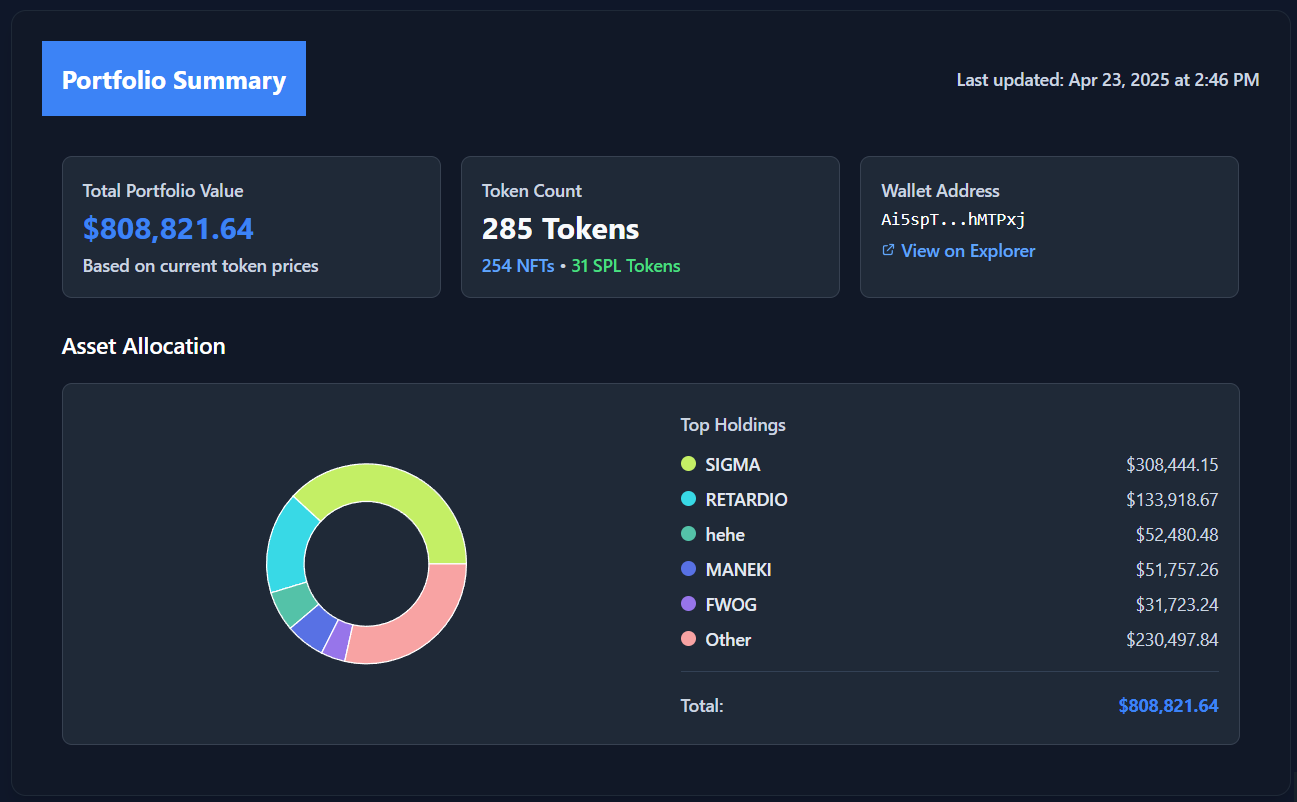 Portfolio Summary
Last updated: Apr 23, 2025 at 2:46 PM
Total Portfolio Value
$808,821.64
Based on current token prices
Token Count
285 Tokens
254 NFTs • 31 SPL Tokens
Wallet Address
Ai5spT...hMTPxj
View on Explorer
Asset Allocation
Top Holdings
SIGMA $308,444.15
RETARDIO $133,918.67
hehe $52,480.48
MANEKI $51,757.26
FWOG $31,723.24
Other $230,497.84
Total: $808,821.64